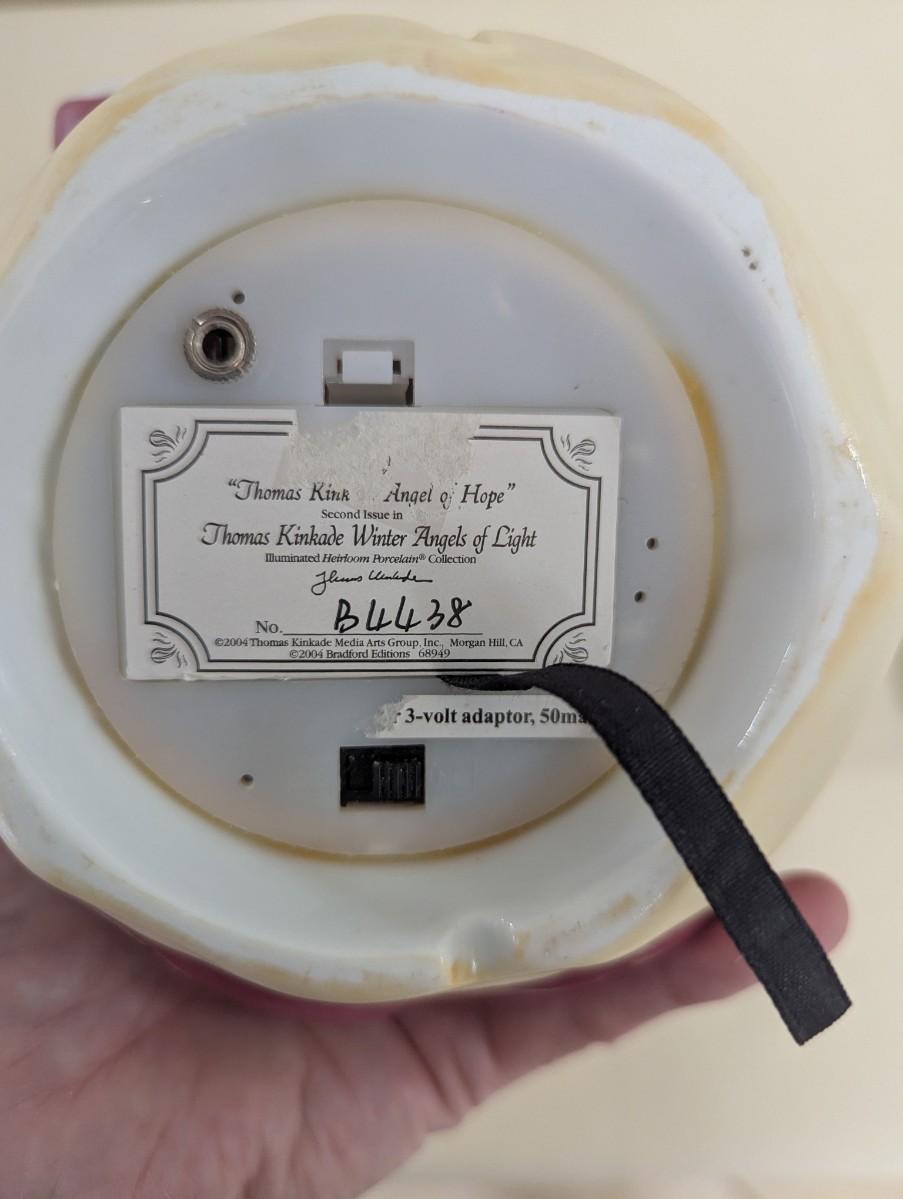 "Thomas Kink Angel of Hope"
Second Issue in
Thomas Kinkade Winter Angels of Light
Illuminated Heirloom Porcelain® Collection
Thomas Kinkade
No. B4438
©2004 Thomas Kinkade Media Arts Group, Inc., Morgan Hill, CA
©2004 Bradford Editions 68949
r 3-volt adaptor, 50ma